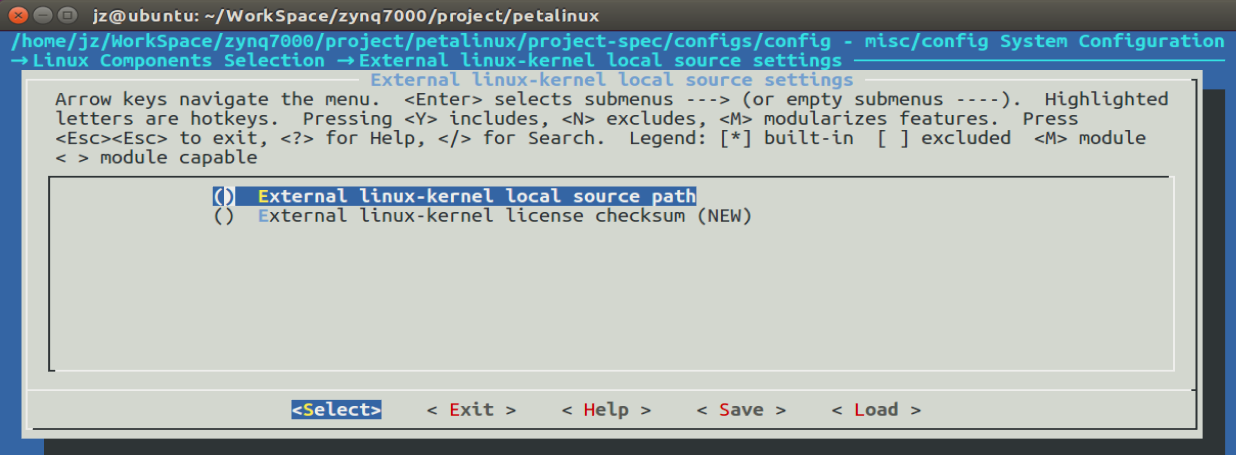 jz@ubuntu: ~/WorkSpace/zynq7000/project/petalinux
/home/jz/WorkSpace/zynq7000/project/petalinux/project-spec/configs/config - misc/config System Configuration
→ Linux Components Selection → External linux-kernel local source settings
External linux-kernel local source settings
Arrow keys navigate the menu.  <Enter> selects submenus ---> (or empty submenus ----).  Highlighted
letters are hotkeys.  Pressing <Y> includes, <N> excludes, <M> modularizes features.  Press
<Esc><Esc> to exit, <?> for Help, </> for Search.  Legend: [*] built-in  [ ] excluded  <M> module
< > module capable
()  External linux-kernel local source path
()  External linux-kernel license checksum (NEW)
<Select>    < Exit >    < Help >    < Save >    < Load >